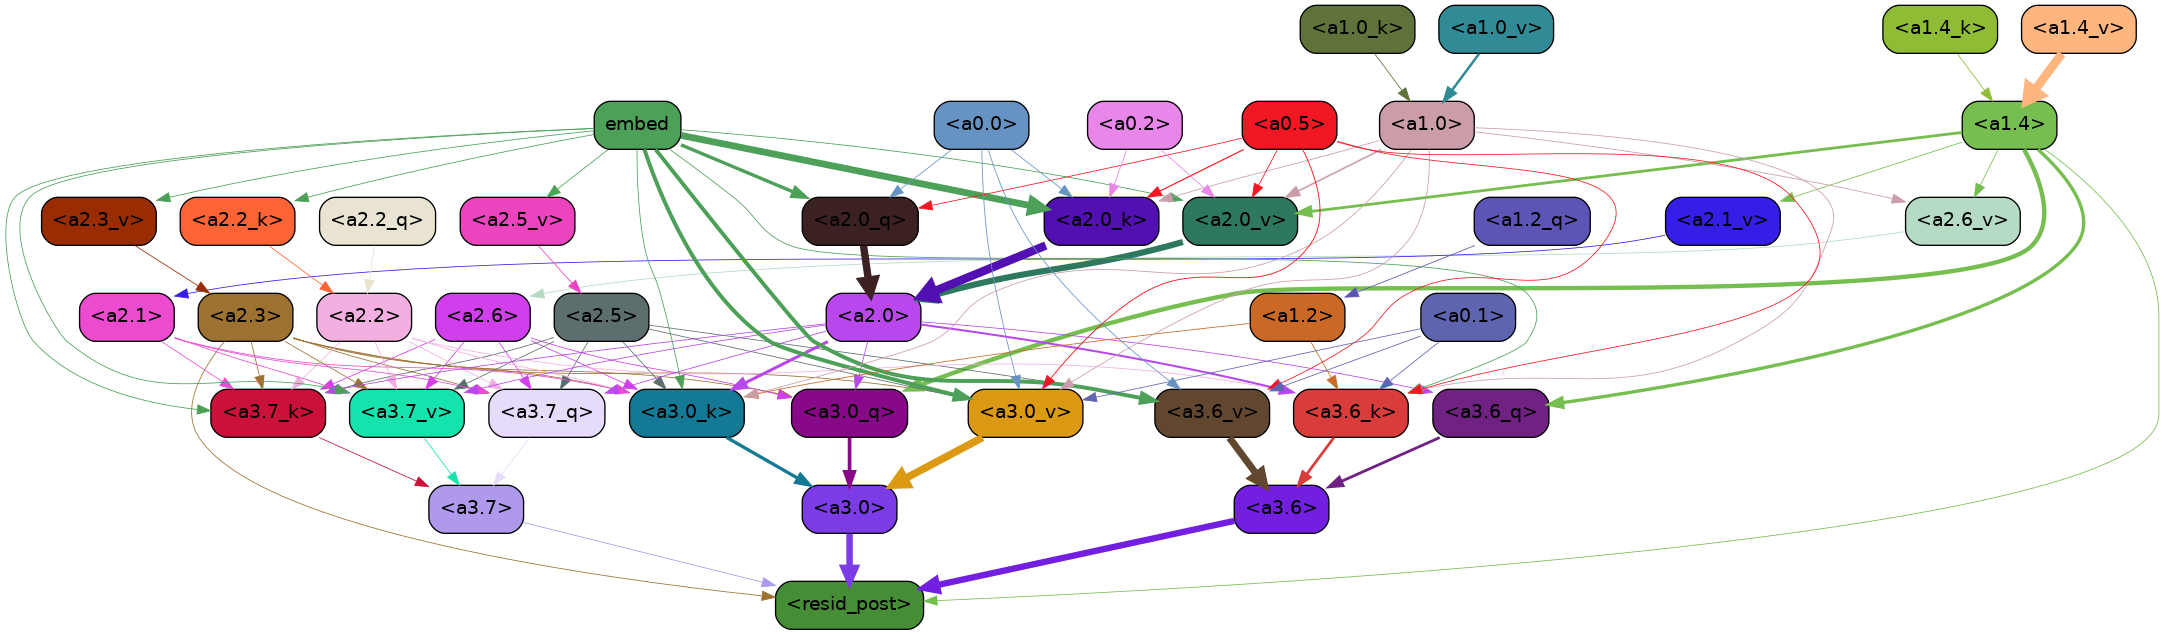 <a1.0_k> <a1.0_v> <a1.4_k> <a1.4_v>
embed <a0.0> <a0.2> <a0.5> <a1.0> <a1.4>
<a2.3_v> <a2.2_k> <a2.2_q> <a2.5_v> <a2.0_q> <a2.0_k> <a2.0_v> <a1.2_q> <a2.1_v> <a2.6_v>
<a2.1> <a2.3> <a2.2> <a2.6> <a2.5> <a2.0> <a1.2> <a0.1>
<a3.7_k> <a3.7_v> <a3.7_q> <a3.0_k> <a3.0_q> <a3.0_v> <a3.6_v> <a3.6_k> <a3.6_q>
<a3.7> <a3.0> <a3.6>
<resid_post>